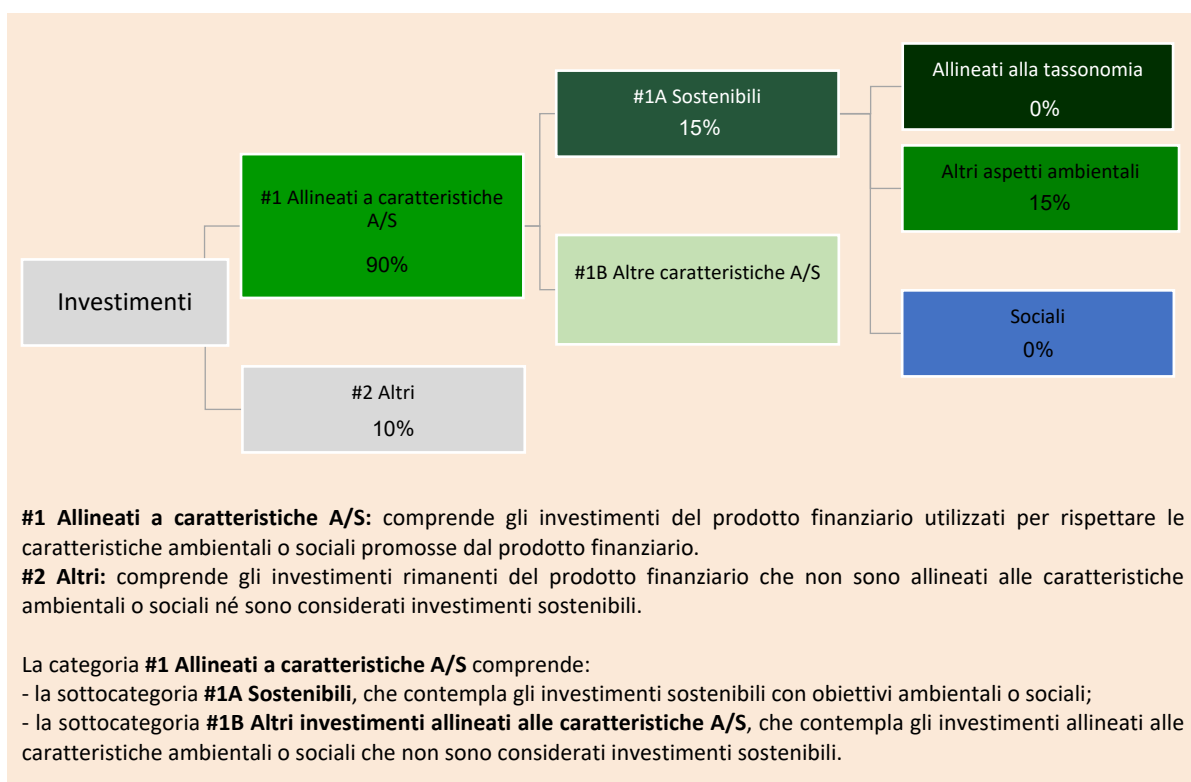 Allineati alla tassonomia
0%
#1A Sostenibili
15%
Altri aspetti ambientali
15%
#1 Allineati a caratteristiche
A/S
90%
#1B Altre caratteristiche A/S
Investimenti
Sociali
0%
#2 Altri
10%
#1 Allineati a caratteristiche A/S: comprende gli investimenti del prodotto finanziario utilizzati per rispettare le
caratteristiche ambientali o sociali promosse dal prodotto finanziario.
#2 Altri: comprende gli investimenti rimanenti del prodotto finanziario che non sono allineati alle caratteristiche
ambientali o sociali né sono considerati investimenti sostenibili.
La categoria #1 Allineati a caratteristiche A/S comprende:
- la sottocategoria #1A Sostenibili, che contempla gli investimenti sostenibili con obiettivi ambientali o sociali;
- la sottocategoria #1B Altri investimenti allineati alle caratteristiche A/S, che contempla gli investimenti allineati alle
caratteristiche ambientali o sociali che non sono considerati investimenti sostenibili.